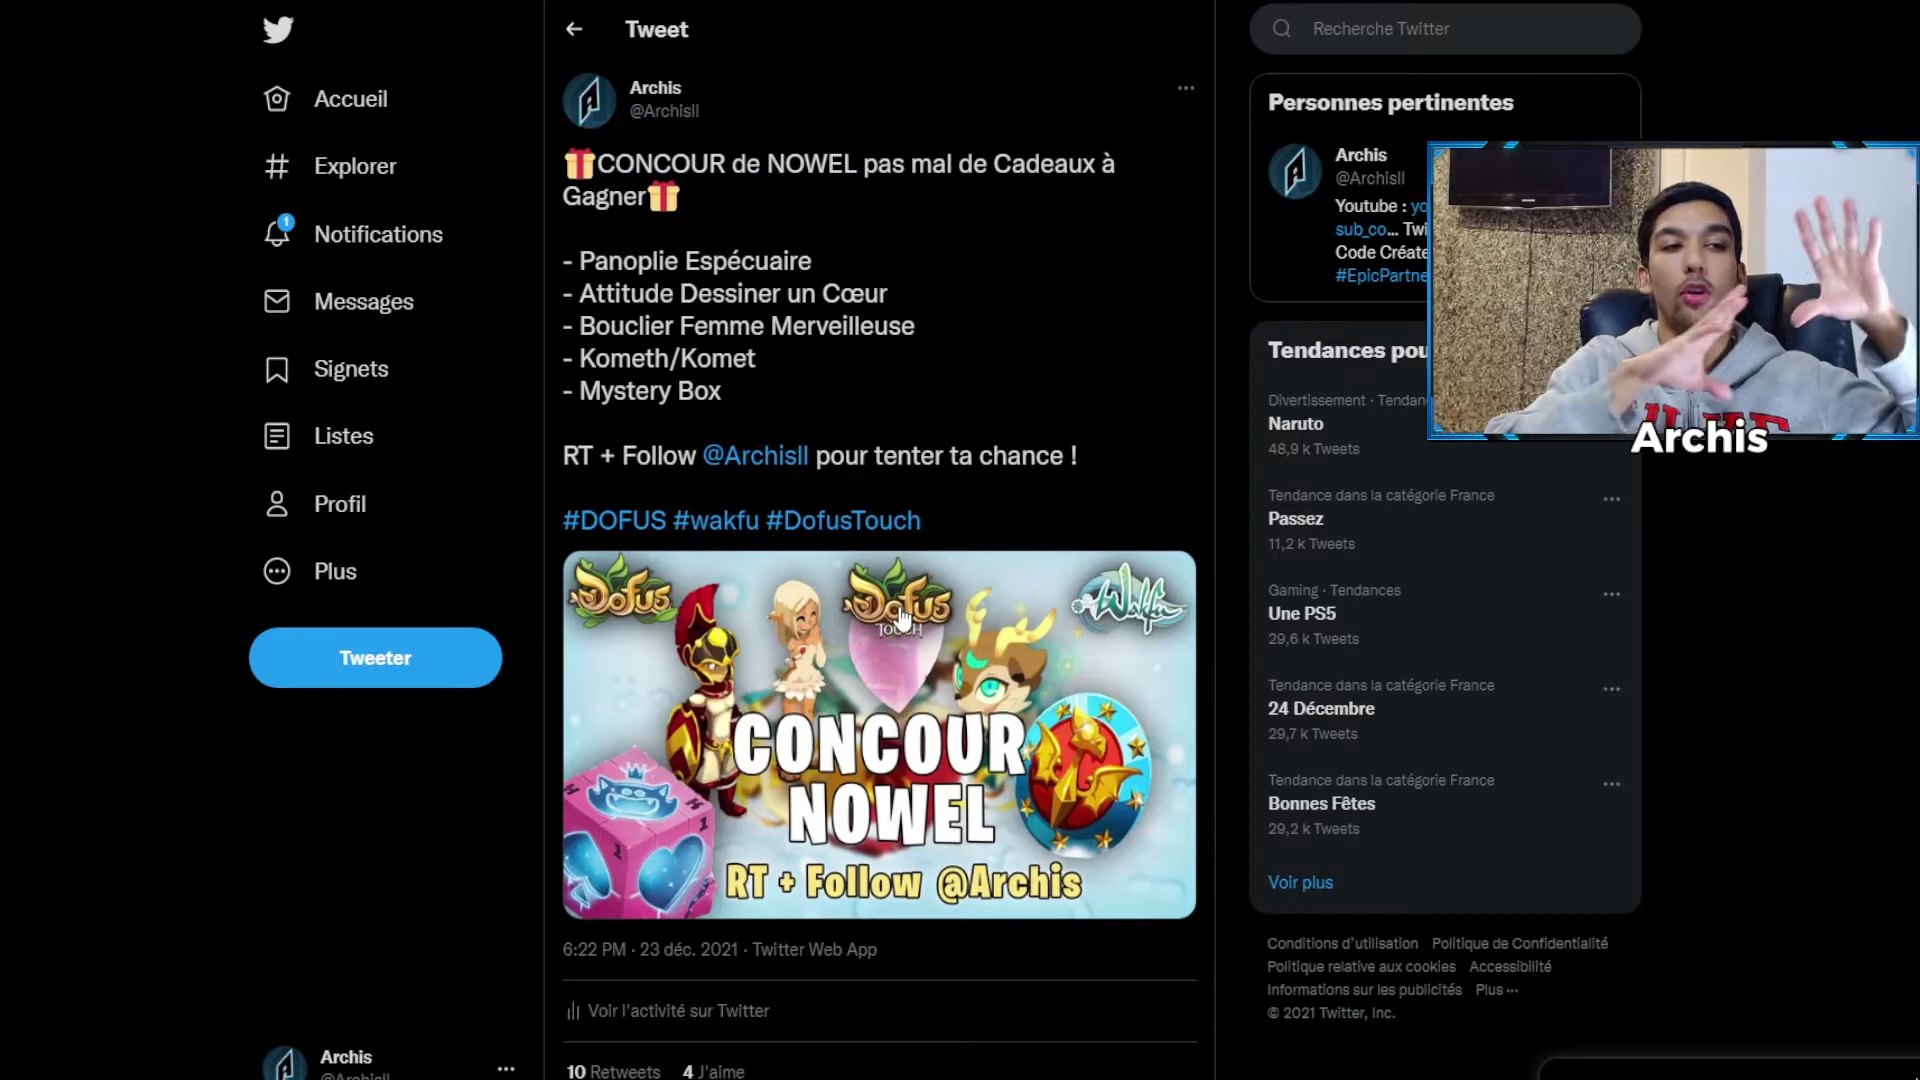 Accueil
Explorer
1
Notifications
Messages
Signets
Listes
Profil
Plus
Tweeter
Archis
Tweet
Archis
@Archisll
CONCOUR de NOWEL pas mal de Cadeaux à
Gagner
- Panoplie Espécuaire
- Attitude Dessiner un Cœur
- Bouclier Femme Merveilleuse
- Kometh/Komet
- Mystery Box
RT + Follow @Archisll pour tenter ta chance !
#DOFUS #wakfu #DofusTouch
DOFUS
DOFUS
TOUCH
Wakfu
CONCOUR
NOWEL
RT + Follow @Archis
6:22 PM · 23 déc. 2021 · Twitter Web App
Voir l'activité sur Twitter
10 Retweets 4 J'aime
Recherche Twitter
Personnes pertinentes
Archis
@Archisll
Youtube : yo
sub_co... Twi
Code Créate
#EpicPartne
Archis
Tendances pou
Divertissement · Tendan
Naruto
48,9 k Tweets
Tendance dans la catégorie France
Passez
11,2 k Tweets
Gaming · Tendances
Une PS5
29,6 k Tweets
Tendance dans la catégorie France
24 Décembre
29,7 k Tweets
Tendance dans la catégorie France
Bonnes Fêtes
29,2 k Tweets
Voir plus
Conditions d'utilisation Politique de Confidentialité
Politique relative aux cookies Accessibilité
Informations sur les publicités Plus ···
© 2021 Twitter, Inc.